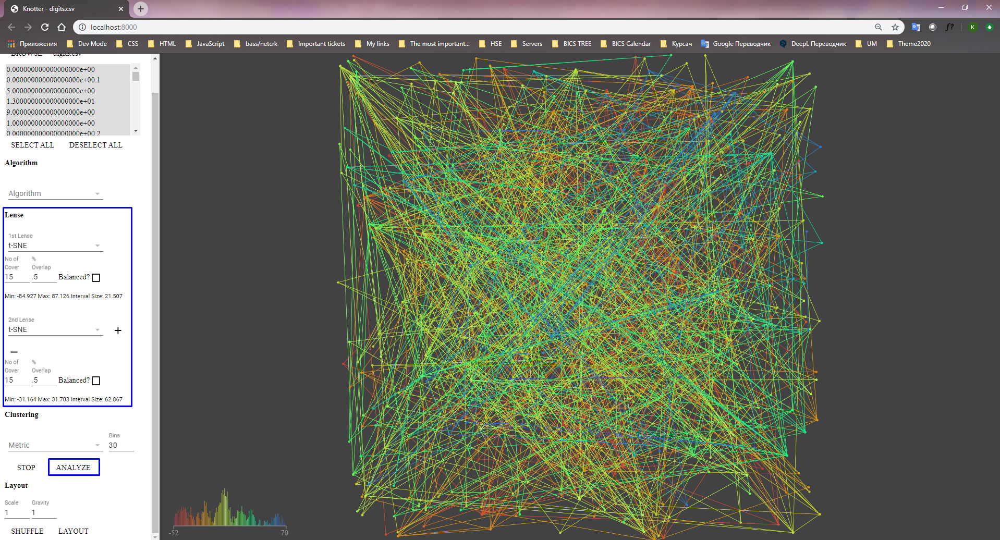 Knotter - digits.csv
localhost:8000
f?
K
Приложения Dev Mode CSS HTML JavaScript bass/netcrk Important tickets My links The most important... HSE Servers BICS TREE BICS Calendar Курсач Google Переводчик DeepL Переводчик UM Theme2020
BROWSE digits.csv
0.000000000000000000e+00
0.000000000000000000e+00.1
5.000000000000000000e+00
1.300000000000000000e+01
9.000000000000000000e+00
1.000000000000000000e+00
0.000000000000000000e+00.2
SELECT ALL DESELECT ALL
Algorithm
Algorithm
Lense
1st Lense
t-SNE
No of Cover % Overlap
15 .5 Balanced?
Min: -84.927 Max: 87.126 Interval Size: 21.507
2nd Lense
t-SNE +
−
No of Cover % Overlap
15 .5 Balanced?
Min: -31.164 Max: 31.703 Interval Size: 62.867
Clustering
Bins
Metric 30
STOP ANALYZE
Layout
Scale Gravity
1 1
SHUFFLE LAYOUT
-52 70